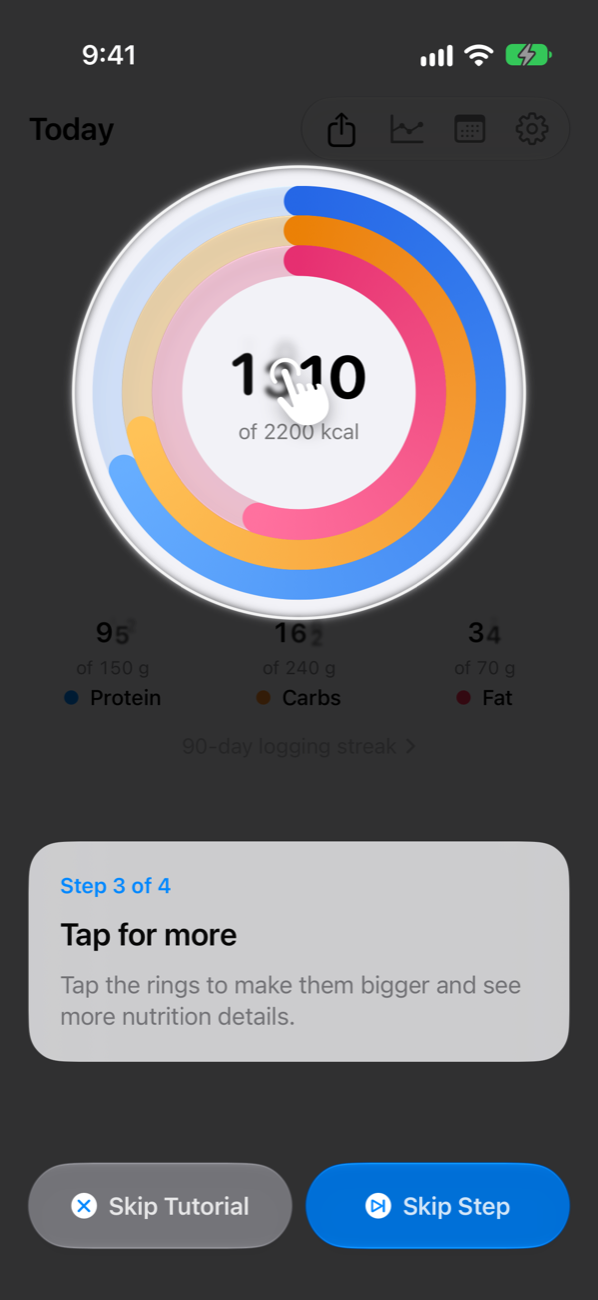 9:41
Today
of 2200 kcal
of 150 g
of 240 g
of 70 g
Protein
Carbs
Fat
90-day logging streak
Step 3 of 4
Tap for more
Tap the rings to make them bigger and see
more nutrition details.
Skip Tutorial
Skip Step